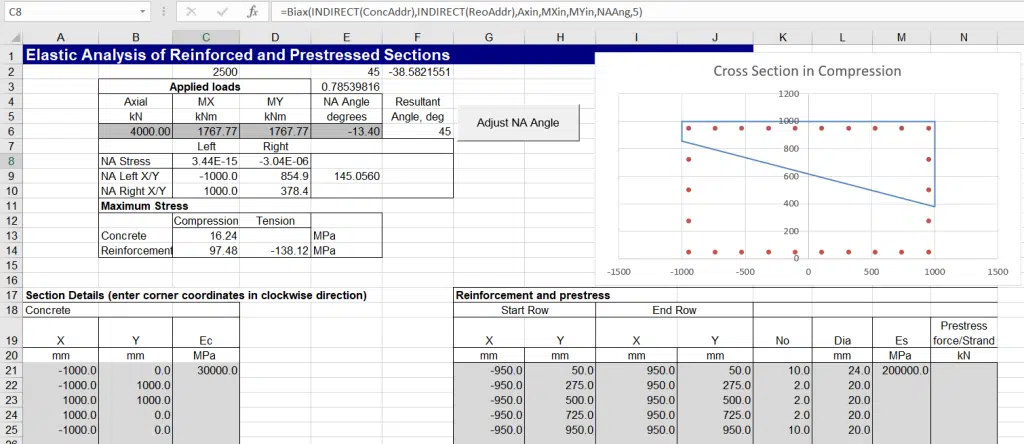 C8 fx =Biax(INDIRECT(ConcAddr),INDIRECT(ReoAddr),Axin,MXin,MYin,NAAng,5)
A B C D E F G H I J K L M N
1 Elastic Analysis of Reinforced and Prestressed Sections
2 2500 45 -38.5821551
3 Applied loads 0.78539816
4 Axial MX MY NA Angle Resultant
5 kN kNm kNm degrees Angle, deg
6 4000.00 1767.77 1767.77 -13.40 45
7 Left Right
8 NA Stress 3.44E-15 -3.04E-06
9 NA Left X/Y -1000.0 854.9 145.0560
10 NA Right X/Y 1000.0 378.4
11 Maximum Stress
12 Compression Tension
13 Concrete 16.24 MPa
14 Reinforcement 97.48 -138.12 MPa
15
16
Adjust NA Angle
Cross Section in Compression
1200
1000
800
600
400
200
0
-1500 -1000 -500 0 500 1000 1500
17 Section Details (enter corner coordinates in clockwise direction) Reinforcement and prestress
18 Concrete Start Row End Row
Prestress
19 X Y Ec X Y X Y No Dia Es force/Strand
20 mm mm MPa mm mm mm mm mm MPa kN
21 -1000.0 0.0 30000.0 -950.0 50.0 950.0 50.0 10.0 24.0 200000.0
22 -1000.0 1000.0 -950.0 275.0 950.0 275.0 2.0 20.0
23 1000.0 1000.0 -950.0 500.0 950.0 500.0 2.0 20.0
24 1000.0 0.0 -950.0 725.0 950.0 725.0 2.0 20.0
25 -1000.0 0.0 -950.0 950.0 950.0 950.0 10.0 20.0